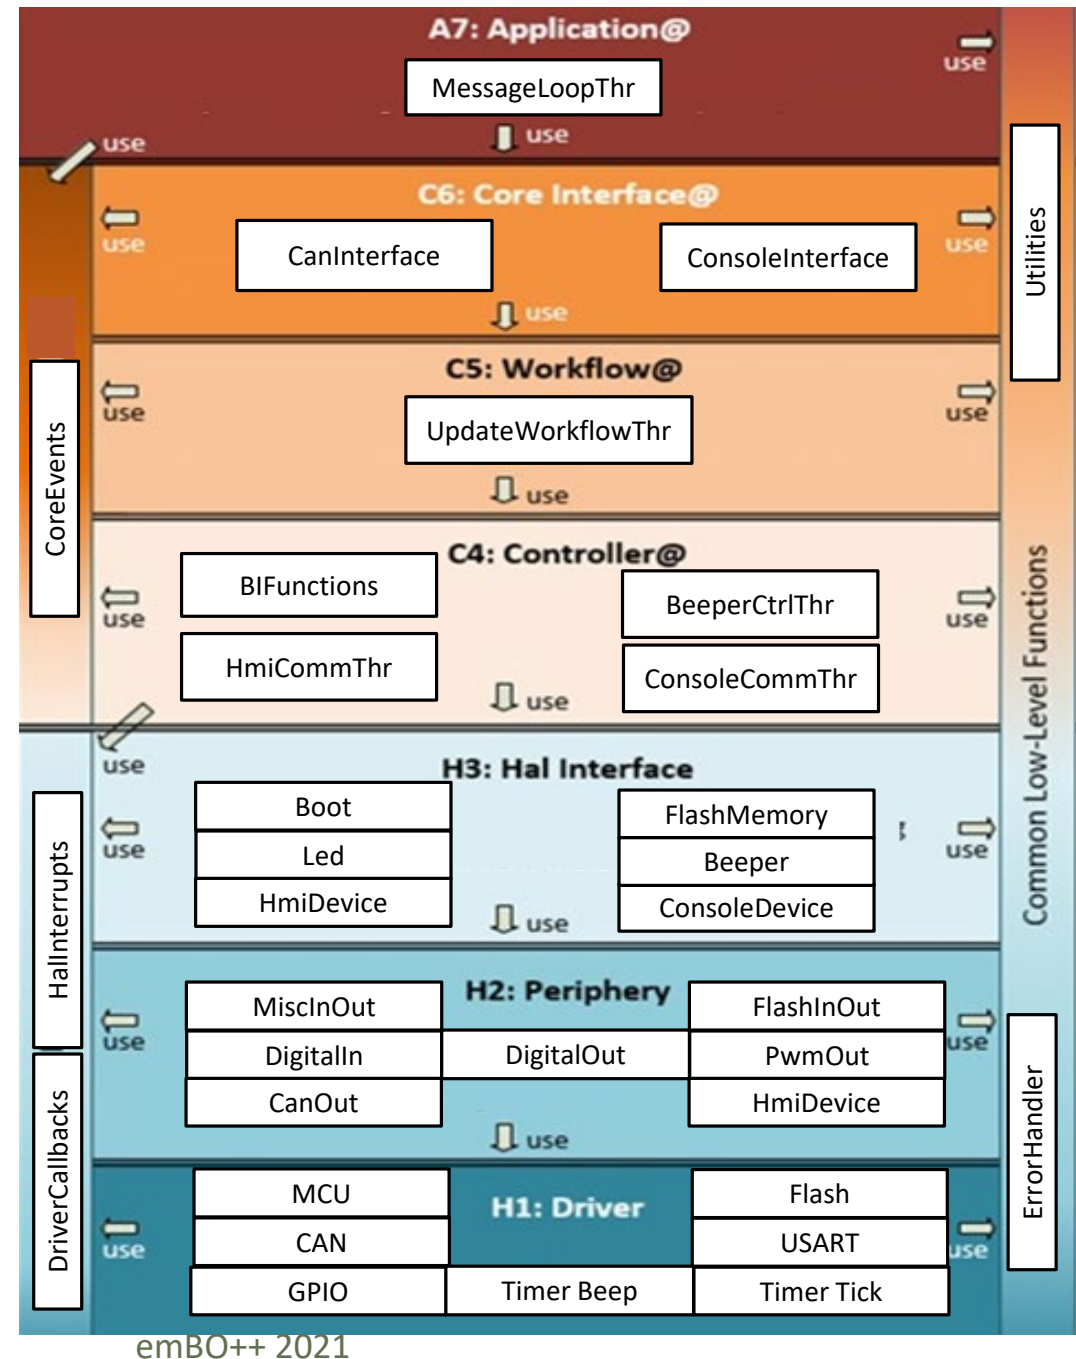 A7: Application@
use
MessageLoopThr
use
use
C6: Core Interface@
use
use
CanInterface
ConsoleInterface
use
Utilities
C5: Workflow@
use
use
UpdateWorkflowThr
use
CoreEvents
C4: Controller@
BIFunctions
BeeperCtrlThr
use
use
HmiCommThr
ConsoleCommThr
use
Common Low-Level Functions
use
H3: Hal Interface
Boot
FlashMemory
use
use
Led
Beeper
HmiDevice
ConsoleDevice
use
HalInterrupts
H2: Periphery
MiscInOut
FlashInOut
use
use
DigitalIn
DigitalOut
PwmOut
CanOut
HmiDevice
use
DriverCallbacks
ErrorHandler
MCU
H1: Driver
Flash
use
use
CAN
USART
GPIO
Timer Beep
Timer Tick
emBO++ 2021